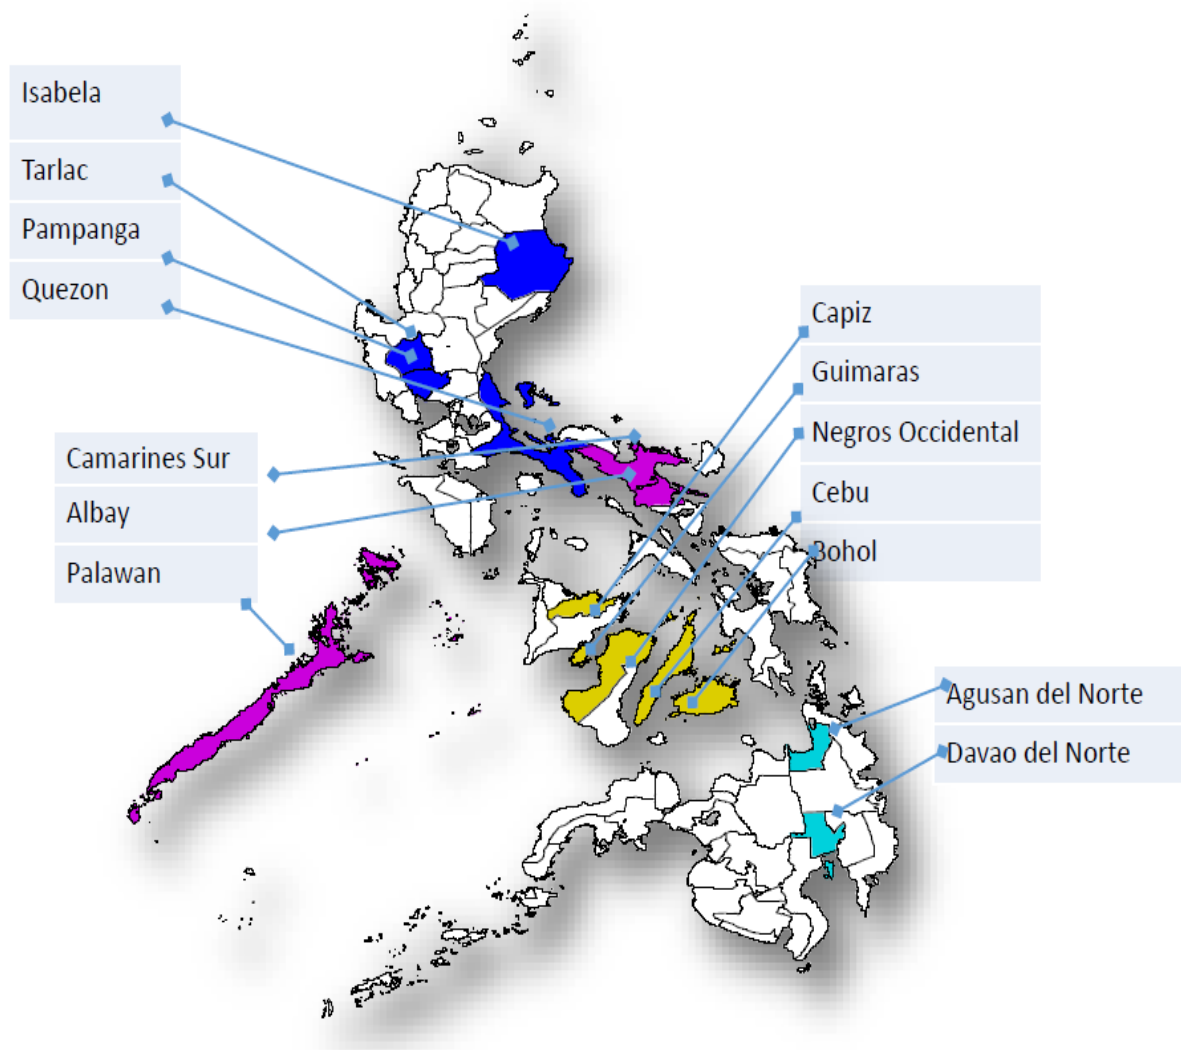 Isabela
Tarlac
Pampanga
Quezon
Camarines Sur
Albay
Palawan
Capiz
Guimaras
Negros Occidental
Cebu
Bohol
Agusan del Norte
Davao del Norte